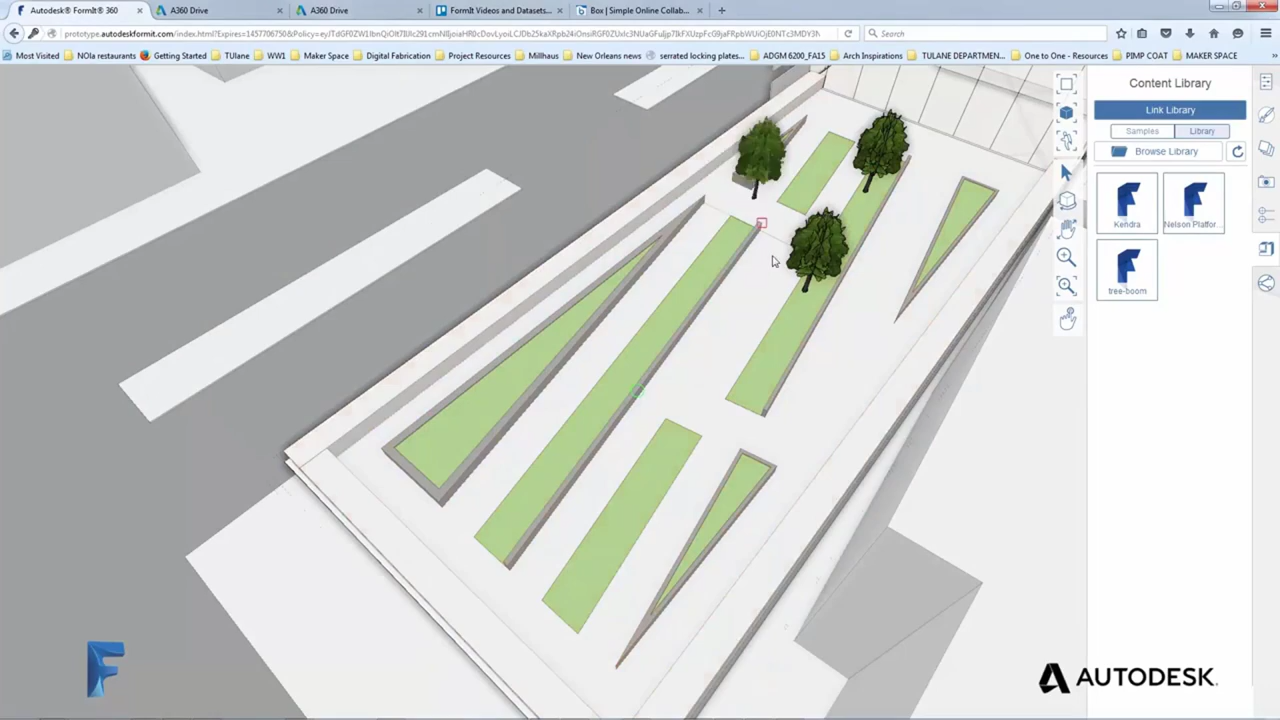 Autodesk® FormIt® 360
A360 Drive
A360 Drive
FormIt Videos and Datasets...
Box | Simple Online Collab...
Search
Most Visited
NOla restaurants
Getting Started
TUlane
WW1
Maker Space
Digital Fabrication
Project Resources
Millhaus
New Orleans news
serrated locking plates...
ADGM 6200_FA15
Arch Inspirations
TULANE DEPARTMEN...
One to One - Resources
PIMP COAT
MAKER SPACE
Content Library
Link Library
Samples
Library
Browse Library
Kendra
Nelson Platfor...
tree-boom
AUTODESK.